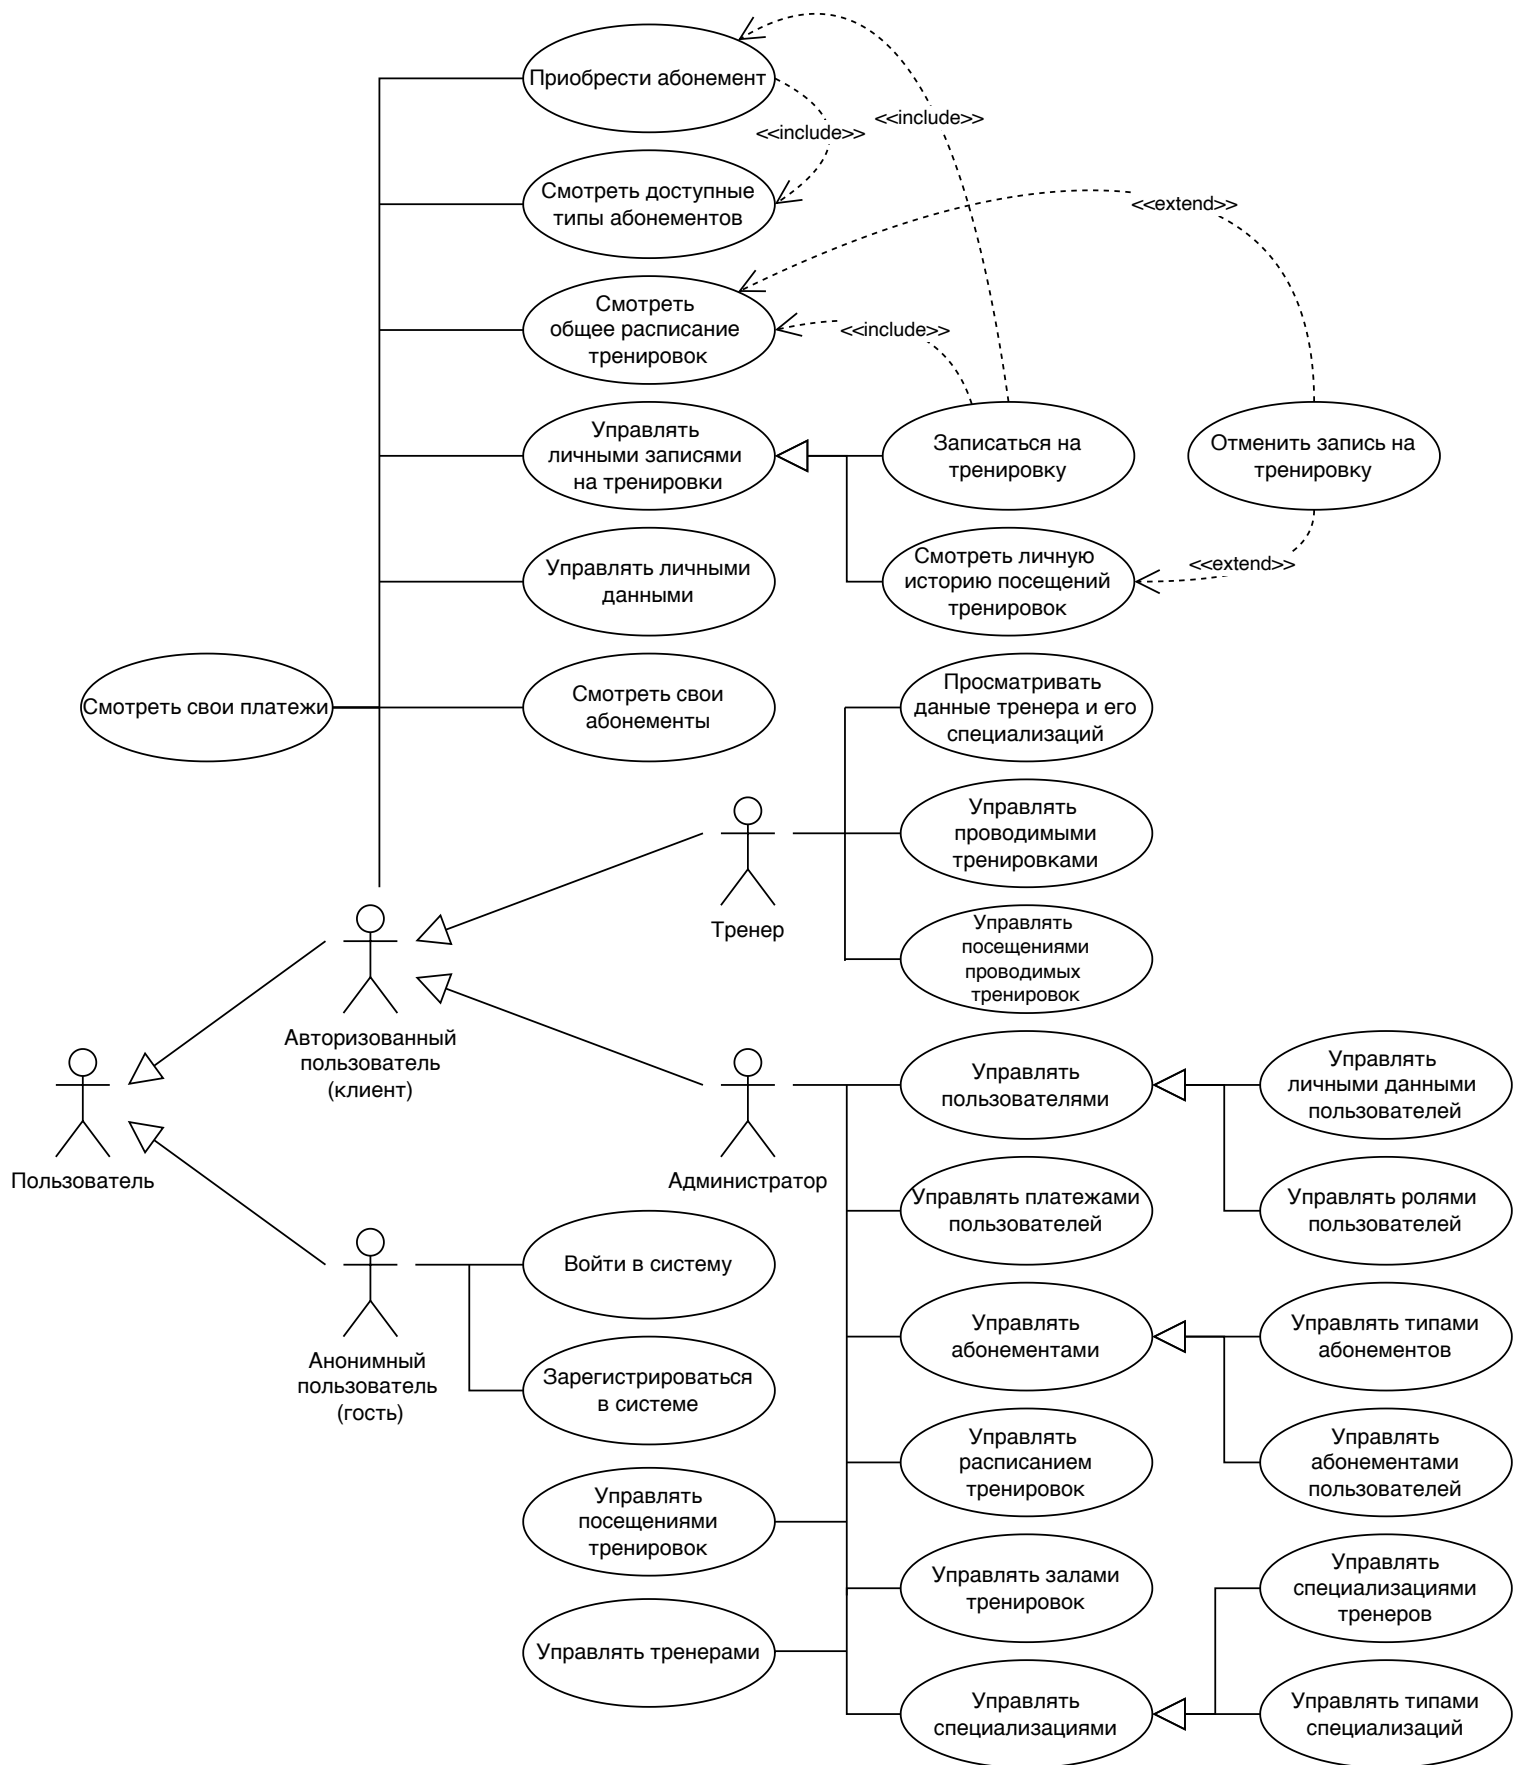 Приобрести абонемент
<<include>>
<<include>>
Смотреть доступные
типы абонементов
<<extend>>
Смотреть
общее расписание
тренировок
<<include>>
Управлять
личными записями
на тренировки
Записаться на
тренировку
Отменить запись на
тренировку
Управлять личными
данными
Смотреть личную
историю посещений
тренировок
<<extend>>
Смотреть свои платежи
Смотреть свои
абонементы
Просматривать
данные тренера и его
специализаций
Управлять
проводимыми
тренировками
Тренер
Управлять
посещениями
проводимых
тренировок
Авторизованный
пользователь
(клиент)
Пользователь
Администратор
Управлять
пользователями
Управлять
личными данными
пользователей
Управлять платежами
пользователей
Управлять ролями
пользователей
Войти в систему
Анонимный
пользователь
(гость)
Зарегистрироваться
в системе
Управлять
абонементами
Управлять типами
абонементов
Управлять
расписанием
тренировок
Управлять
абонементами
пользователей
Управлять
посещениями
тренировок
Управлять залами
тренировок
Управлять
специализациями
тренеров
Управлять тренерами
Управлять
специализациями
Управлять типами
специализаций